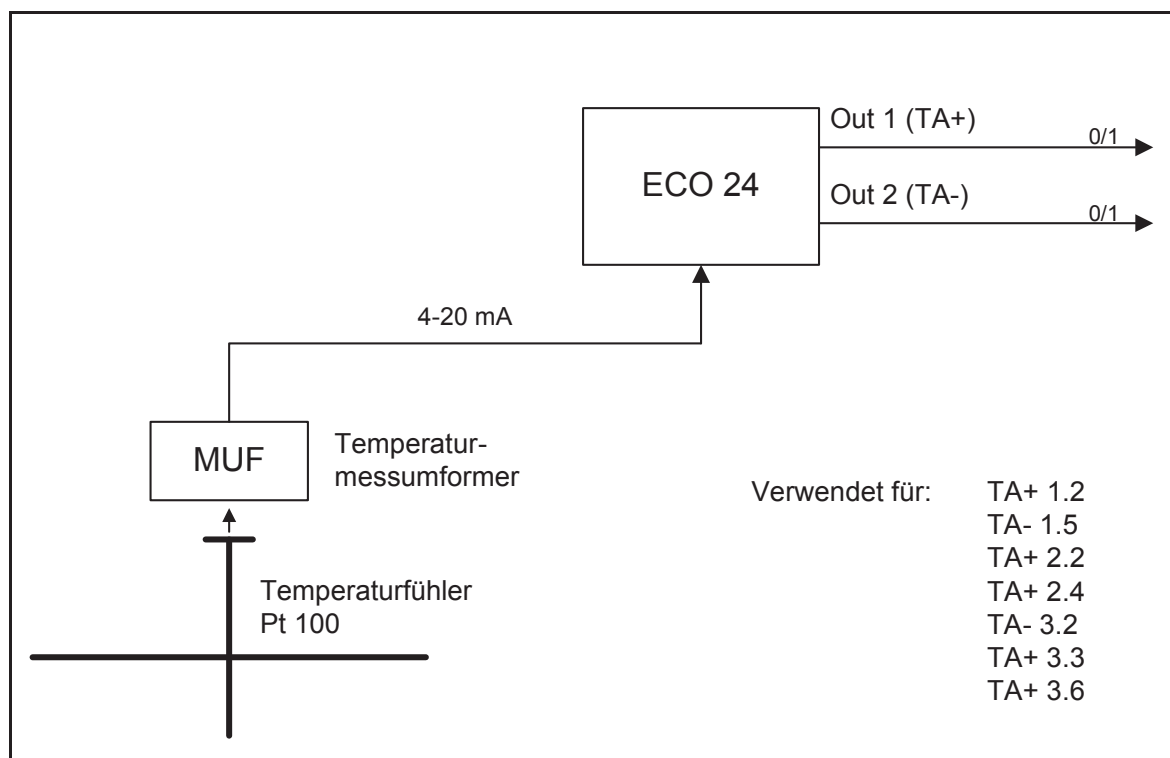 Out 1 (TA+)
0/1
ECO 24
Out 2 (TA-)
0/1
4-20 mA
MUF
Temperatur-
messumformer
Verwendet für:
TA+ 1.2
TA- 1.5
TA+ 2.2
TA+ 2.4
TA- 3.2
TA+ 3.3
TA+ 3.6
Temperaturfühler
Pt 100